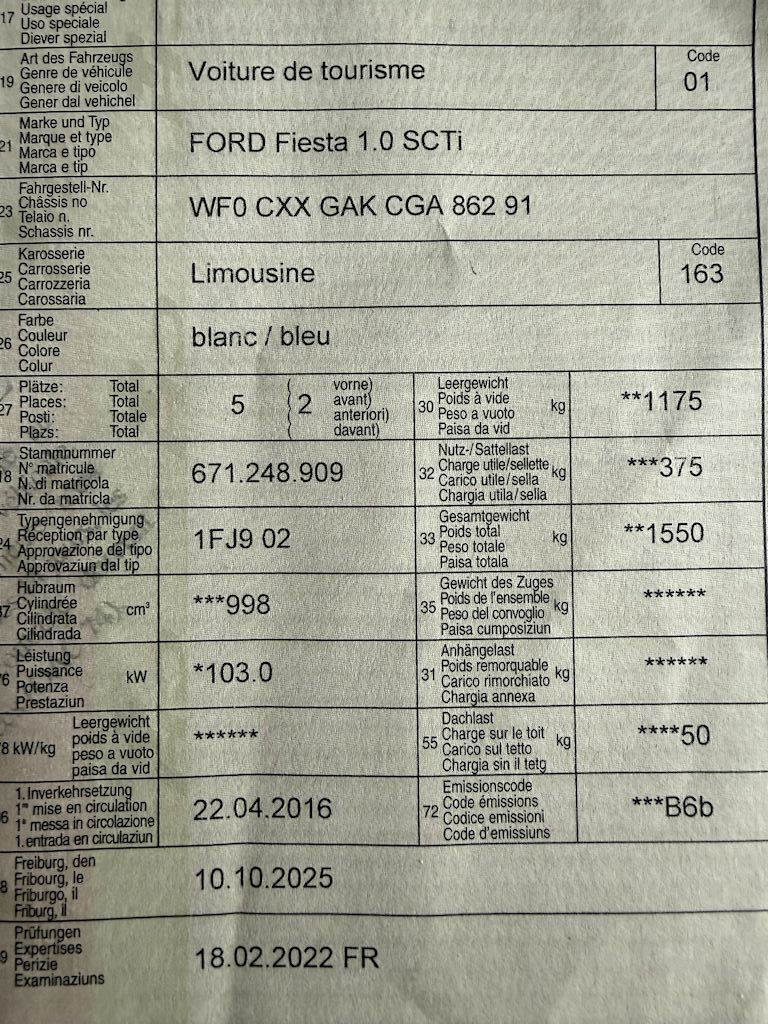 17 Usage spécial
Uso speciale
Diever spezial
19 Art des Fahrzeugs
Genre de véhicule
Genere di veicolo
Gener dal vehichel
Voiture de tourisme
Code
01
21 Marke und Typ
Marque et type
Marca e tipo
Marca e tip
FORD Fiesta 1.0 SCTi
23 Fahrgestell-Nr.
Châssis no
Telaio n.
Schassis nr.
WF0 CXX GAK CGA 862 91
25 Karosserie
Carrosserie
Carrozzeria
Carossaria
Limousine
Code
163
26 Farbe
Couleur
Colore
Colur
blanc / bleu
27 Plätze: Total
Places: Total
Posti: Totale
Plazs: Total
5
2
vorne)
avant)
anteriori)
davant)
30 Leergewicht
Poids à vide
Peso a vuoto
Paisa da vid
kg
**1175
18 Stammnummer
N° matricule
N. di matricola
Nr. da matricla
671.248.909
32 Nutz-/Sattellast
Charge utile/sellette
Carico utile/sella
Chargia utila/sella
kg
***375
24 Typengenehmigung
Réception par type
Approvazione del tipo
Approvaziun dal tip
1FJ9 02
33 Gesamtgewicht
Poids total
Peso totale
Paisa totala
kg
**1550
37 Hubraum
Cylindrée
Cilindrata
Cilindrada
cm³
***998
35 Gewicht des Zuges
Poids de l'ensemble
Peso del convoglio
Paisa cumposiziun
kg
******
76 Leistung
Puissance
Potenza
Prestaziun
kW
*103.0
31 Anhängelast
Poids remorquable
Carico rimorchiato
Chargia annexa
kg
******
78 kW/kg
Leergewicht
poids à vide
peso a vuoto
paisa da vid
******
55 Dachlast
Charge sur le toit
Carico sul tetto
Chargia sin il tetg
kg
****50
36 1.Inverkehrsetzung
1re mise en circulation
1a messa in circolazione
1.entrada en circulaziun
22.04.2016
72 Emissionscode
Code émissions
Codice emissioni
Code d'emissiuns
***B6b
8 Freiburg, den
Fribourg, le
Friburgo, il
Friburg, il
10.10.2025
9 Prüfungen
Expertises
Perizie
Examinaziuns
18.02.2022 FR